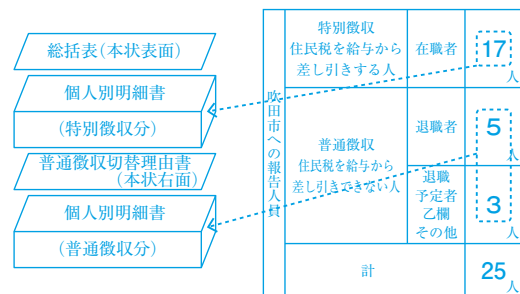 総括表(本状表面)
個人別明細書
(特別徴収分)
普通徴収切替理由書
(本状右面)
個人別明細書
(普通徴収分)
吹田市への報告人員
特別徴収
住民税を給与から
差し引きする人
在職者
17
人
普通徴収
住民税を給与から
差し引きできない人
退職者
5
人
退職
予定者
乙欄
その他
3
人
計
25
人